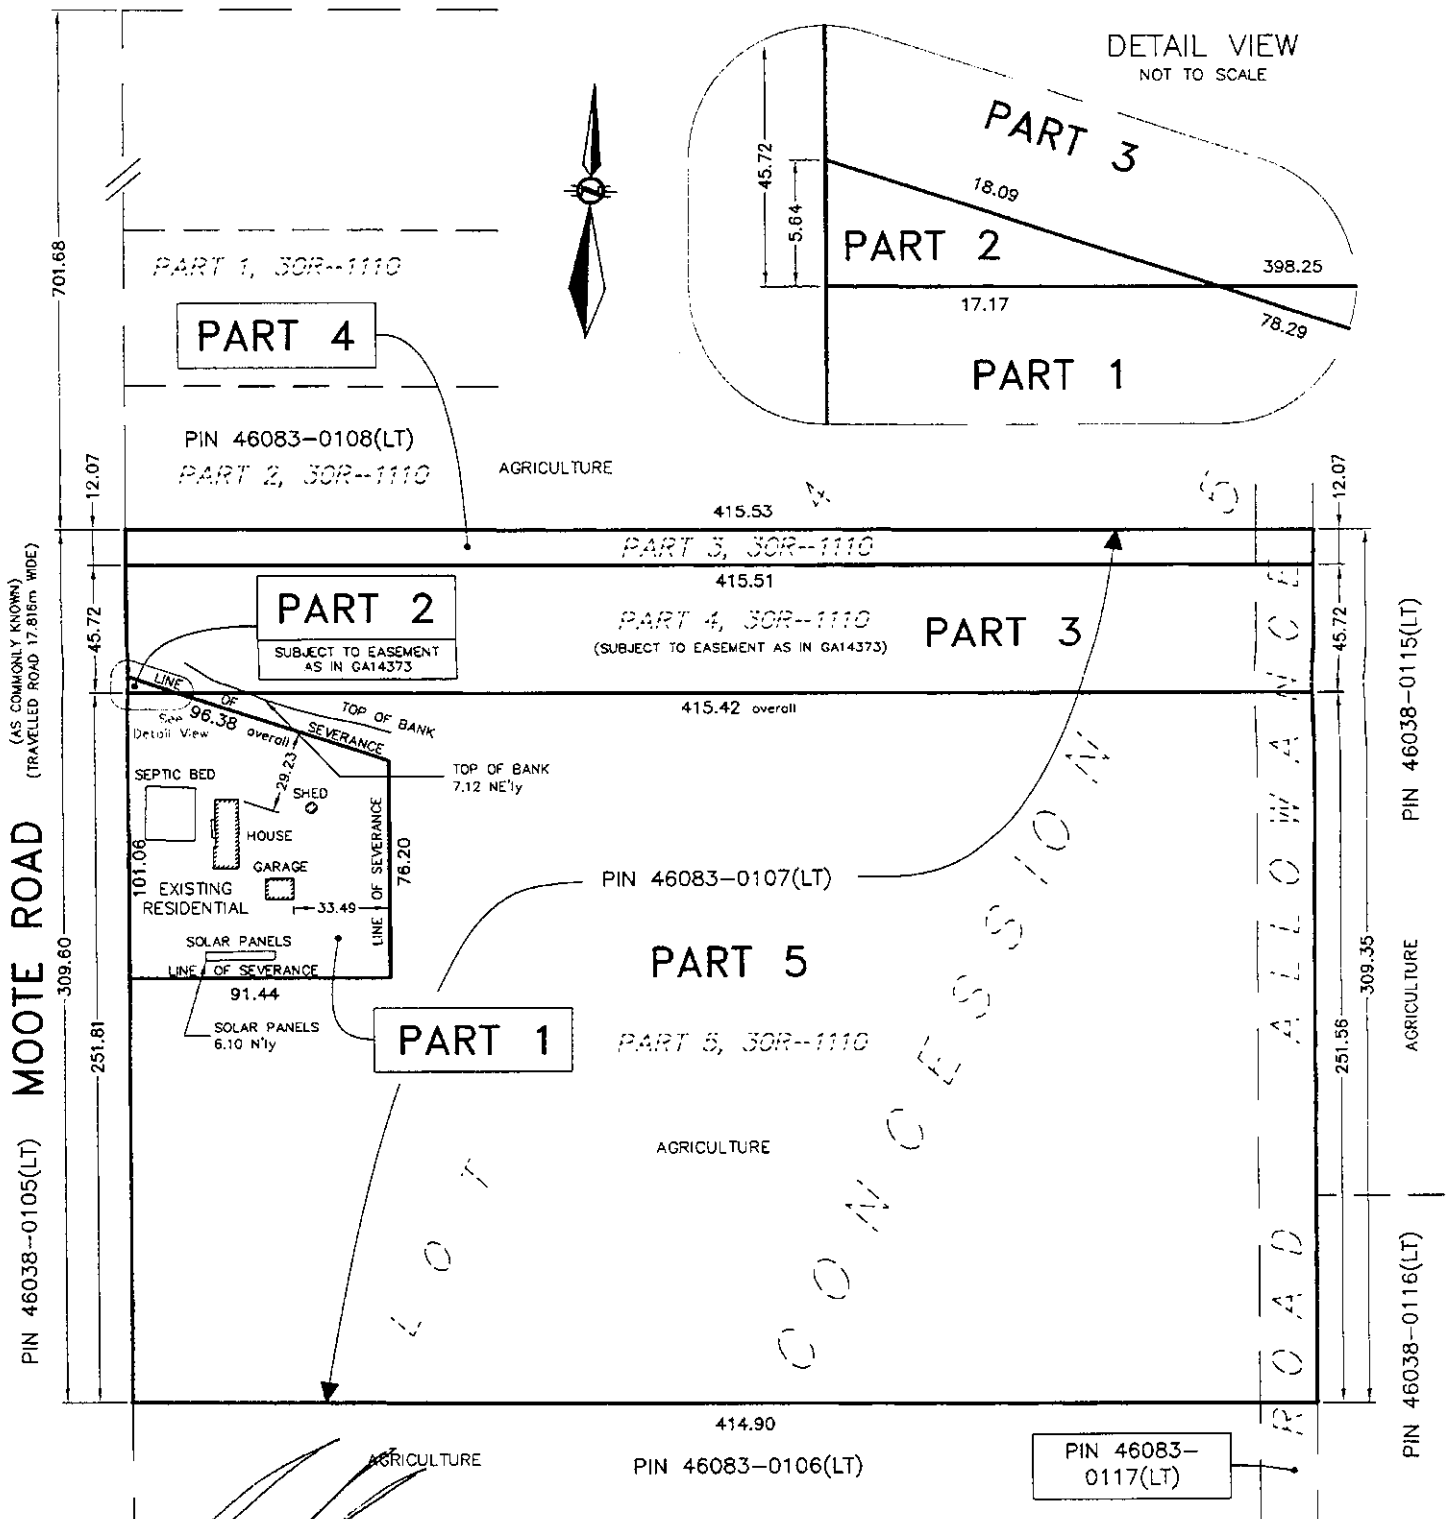 DETAIL VIEW
NOT TO SCALE
PART 3
45.72
18.09
5.64
PART 2
398.25
17.17
78.29
PART 1
701.68
PART 1, 30R--1110
PART 4
PIN 46083-0108(LT)
PART 2, 30R--1110
AGRICULTURE
4
5
12.07
12.07
415.53
PART 3, 30R--1110
415.51
PART 2
SUBJECT TO EASEMENT
AS IN GA14373
PART 4, 30R--1110
(SUBJECT TO EASEMENT AS IN GA14373)
PART 3
45.72
45.72
415.42 overall
LINE OF SEVERANCE
96.38 overall
See
Detail View
TOP OF BANK
TOP OF BANK
7.12 NE'ly
SEPTIC BED
29.23
SHED
HOUSE
GARAGE
101.06
EXISTING
RESIDENTIAL
33.49
LINE OF SEVERANCE
76.20
SOLAR PANELS
LINE OF SEVERANCE
91.44
SOLAR PANELS
6.10 N'ly
PIN 46083-0107(LT)
PART 5
PART 1
PART 5, 30R--1110
AGRICULTURE
LOT
CONCESSION
ROAD ALLOWANCE
MOOTE ROAD
(AS COMMONLY KNOWN)
(TRAVELLED ROAD 17.816m WIDE)
PIN 46038--0105(LT)
309.60
251.81
251.56
309.35
PIN 46038-0115(LT)
AGRICULTURE
PIN 46038-0116(LT)
414.90
AGRICULTURE
PIN 46083-0106(LT)
PIN 46083-
0117(LT)